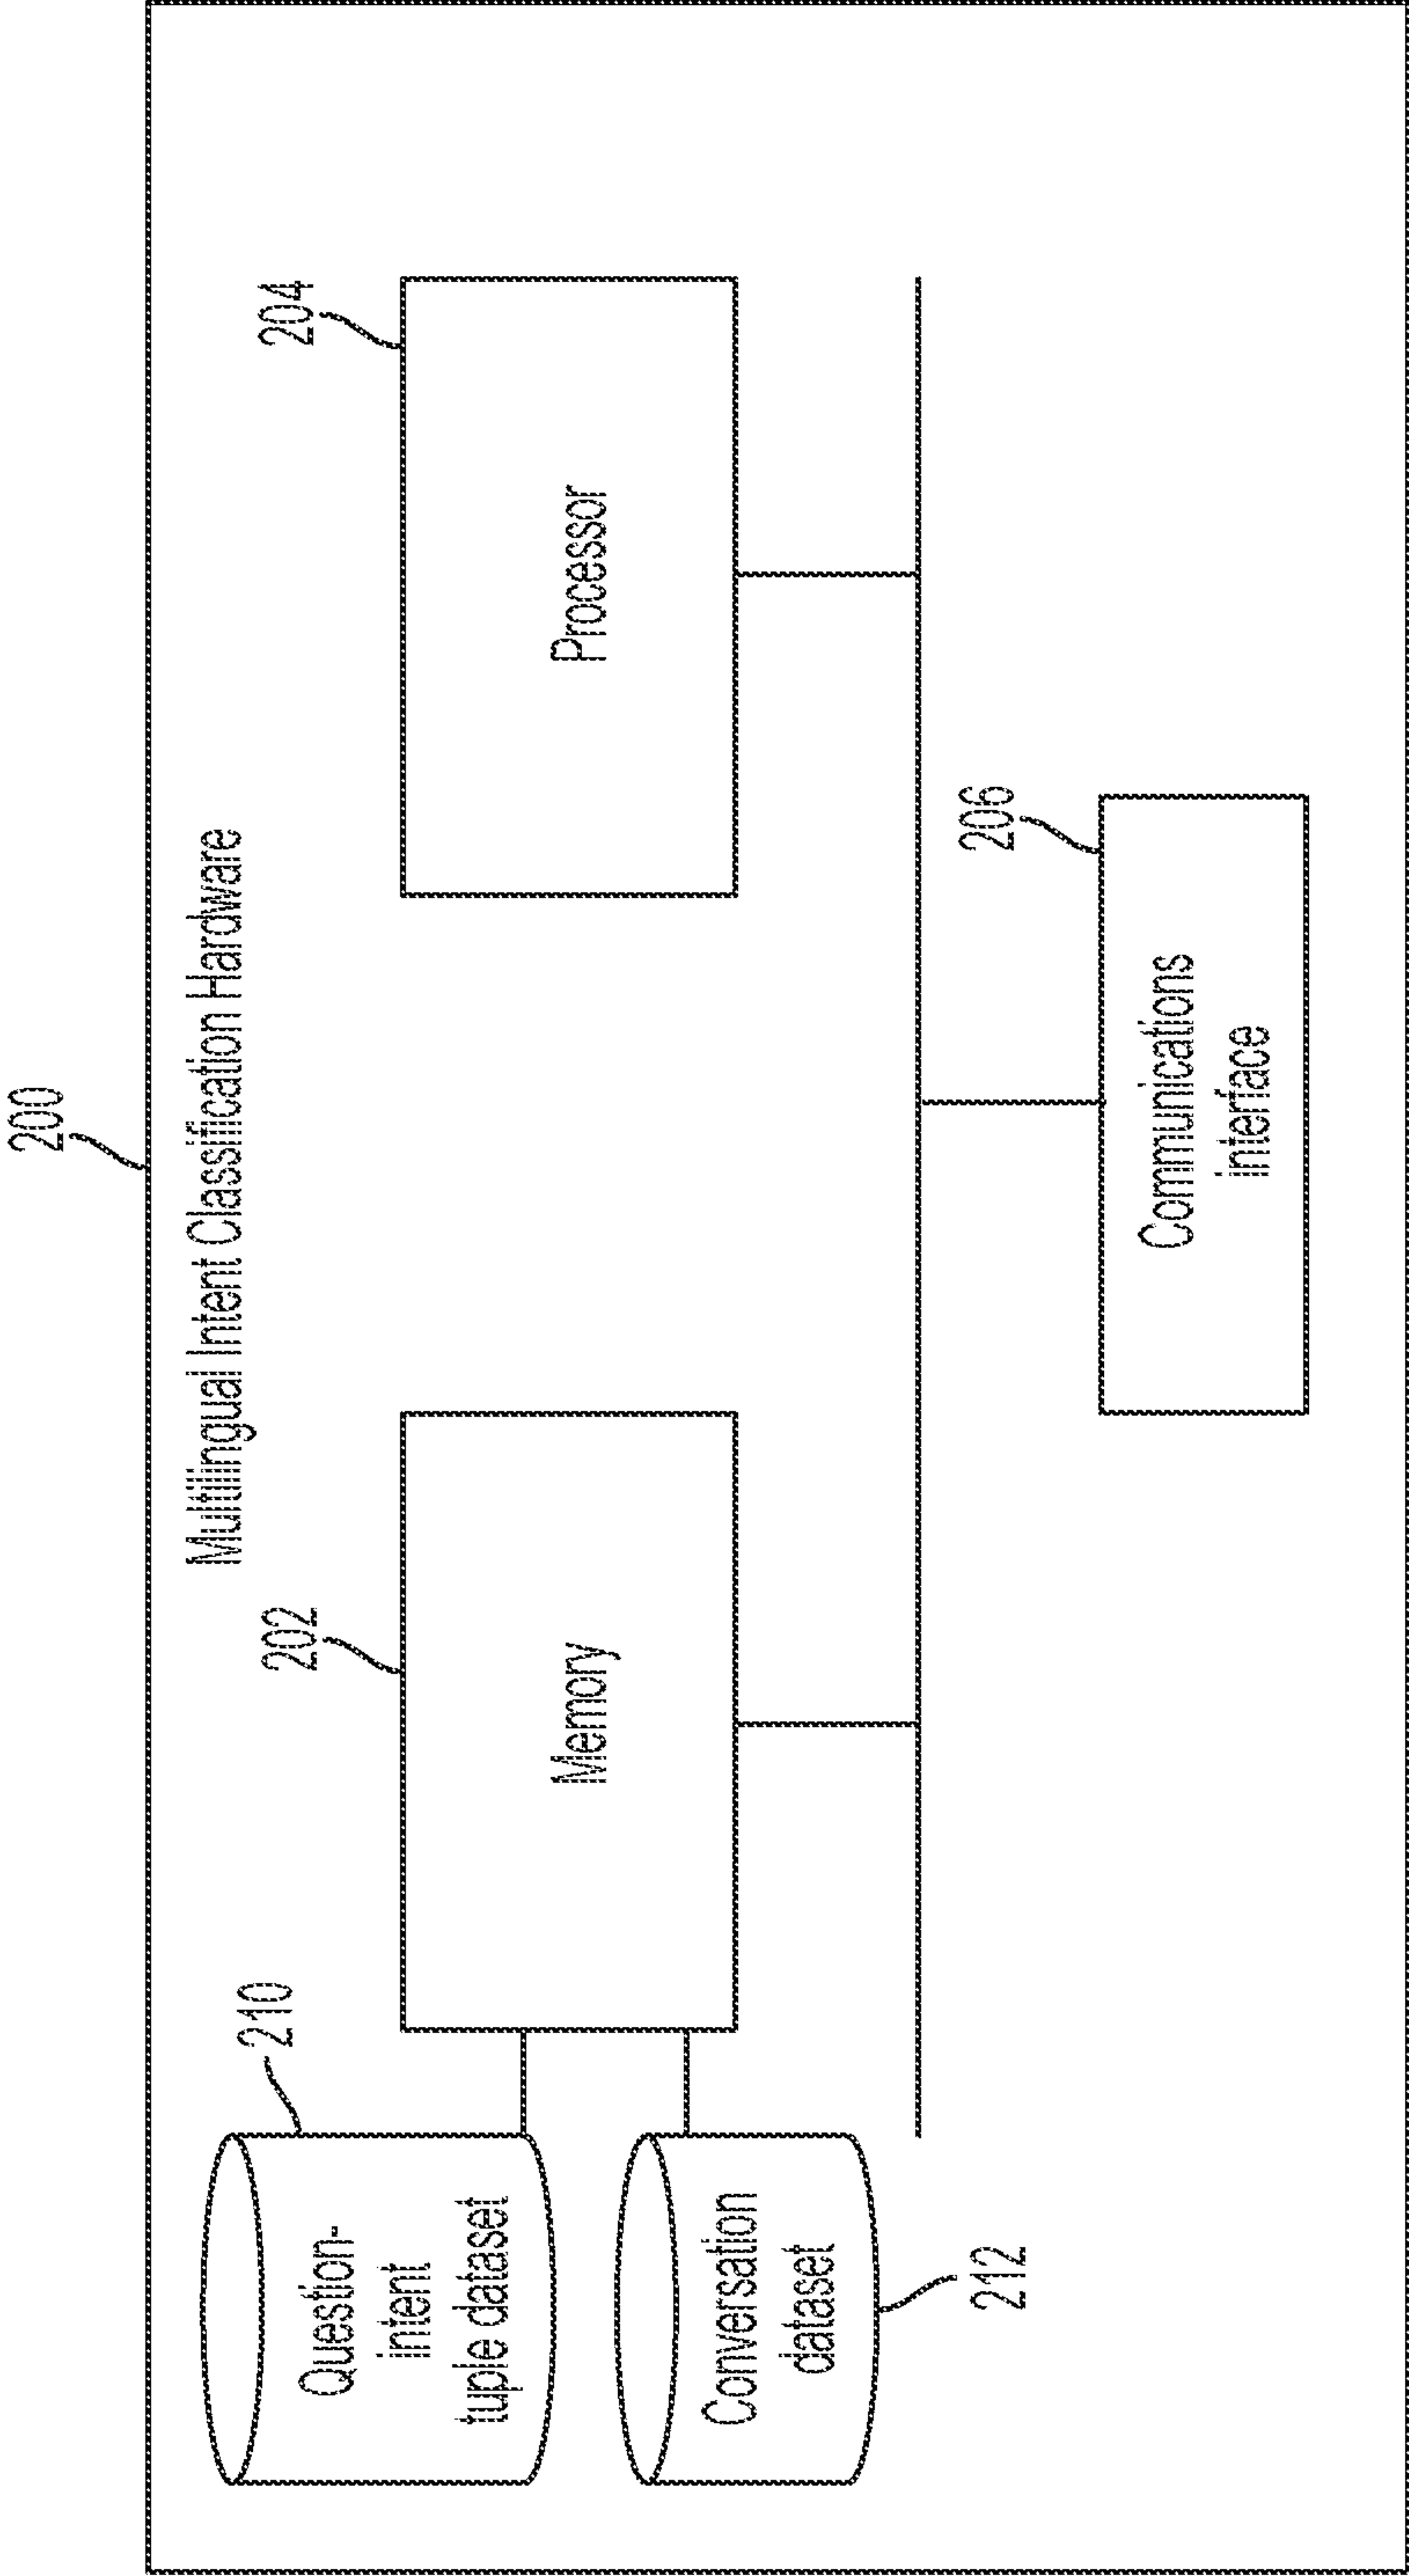 200
Multilingual Intent Classification Hardware
210
202
204
Question-
intent
tuple dataset
Memory
Processor
Conversation
dataset
212
206
Communications
interface